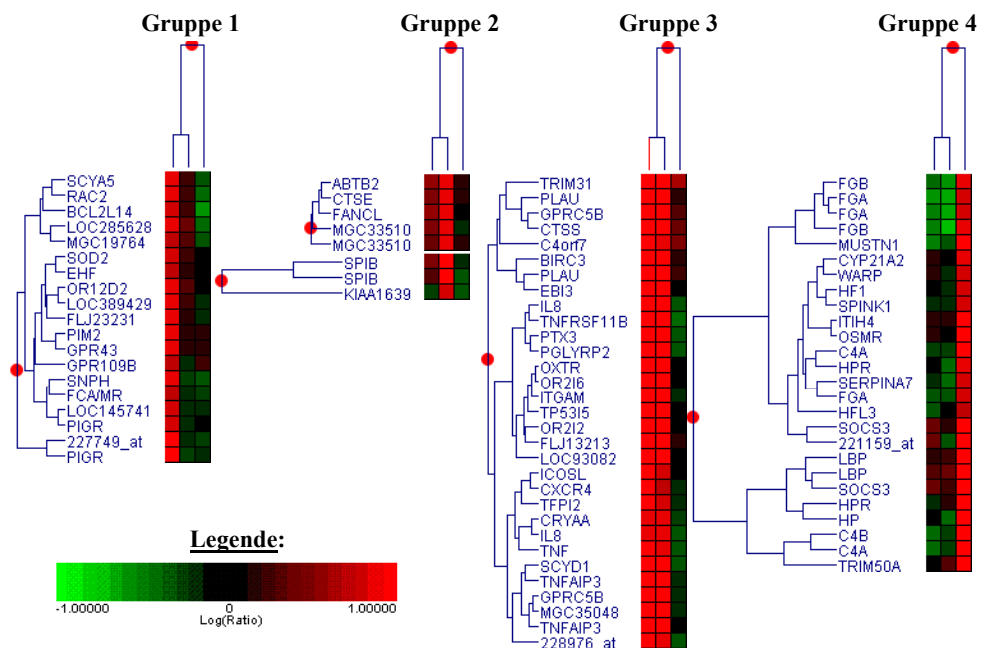 Gruppe 1
Gruppe 2
Gruppe 3
Gruppe 4
SCYA5
RAC2
BCL2L14
LOC285628
MGC19764
SOD2
EHF
OR12D2
LOC389429
FLJ23231
PIM2
GPR43
GPR109B
SNPH
FCA/MR
LOC145741
PIGR
227749_at
PIGR
ABTB2
CTSE
FANCL
MGC33510
MGC33510
SPIB
SPIB
KIAA1639
TRIM31
PLAU
GPRC5B
CTSS
C4orf7
BIRC3
PLAU
EBI3
IL8
TNFRSF11B
PTX3
PGLYRP2
OXTR
OR2I6
ITGAM
TP53I5
OR2I2
FLJ13213
LOC93082
ICOSL
CXCR4
TFPI2
CRYAA
IL8
TNF
SCYD1
TNFAIP3
GPRC5B
MGC35048
TNFAIP3
228976_at
FGB
FGA
FGA
FGB
MUSTN1
CYP21A2
WARP
HF1
SPINK1
ITIH4
OSMR
C4A
HPR
SERPINA7
FGA
HFL3
SOCS3
221159_at
LBP
LBP
SOCS3
HPR
HP
C4B
C4A
TRIM50A
Legende:
-1.00000 0 1.00000
Log(Ratio)